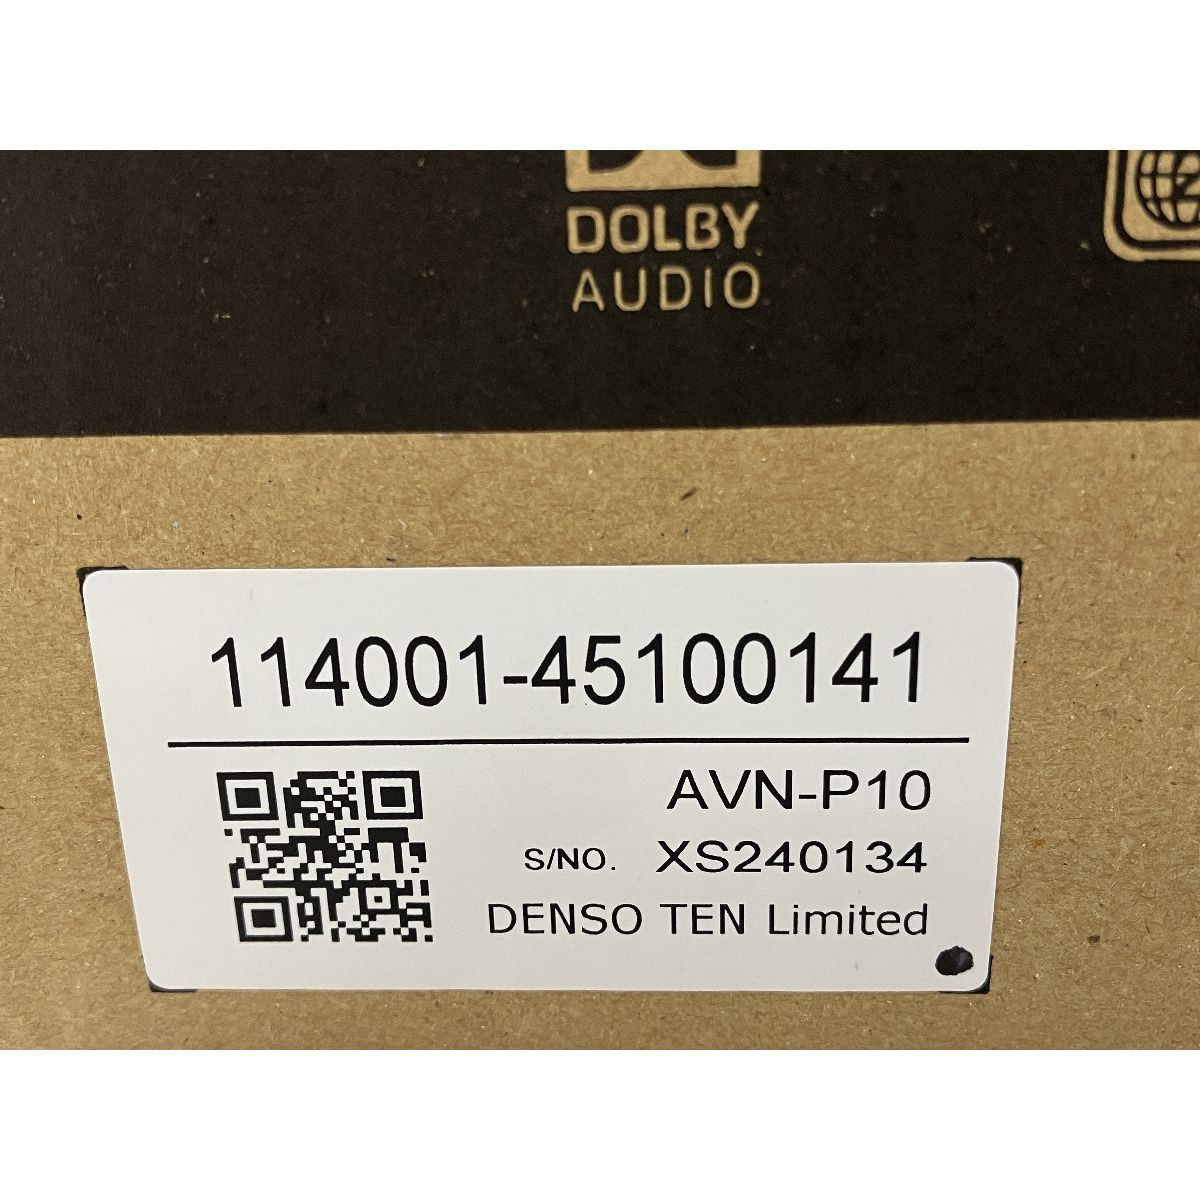 DOLBY
AUDIO
114001-45100141
AVN-P10
S/NO. XS240134
DENSO TEN Limited